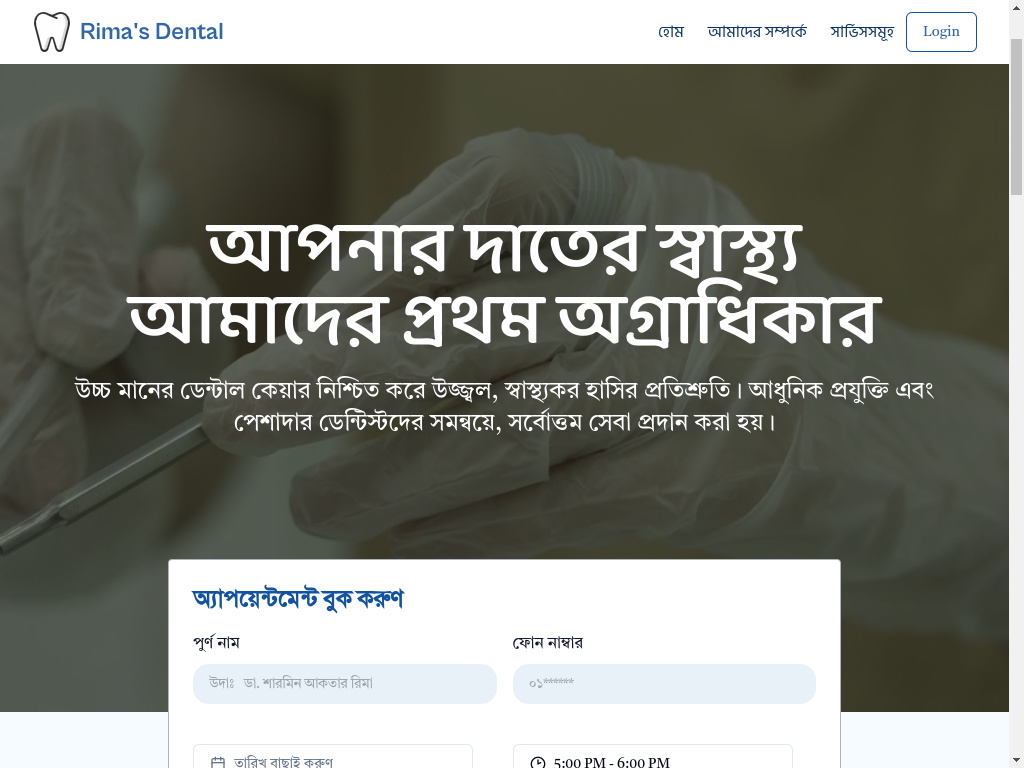 Rima's Dental
হোম
আমাদের সম্পর্কে
সার্ভিসসমূহ
Login
আপনার দাতের স্বাস্থ্য
আমাদের প্রথম অগ্রাধিকার
উচ্চ মানের ডেন্টাল কেয়ার নিশ্চিত করে উজ্জ্বল, স্বাস্থ্যকর হাসির প্রতিশ্রুতি। আধুনিক প্রযুক্তি এবং
পেশাদার ডেন্টিস্টদের সমন্বয়ে, সর্বোত্তম সেবা প্রদান করা হয়।
অ্যাপয়েন্টমেন্ট বুক করুণ
পুর্ণ নাম
ফোন নাম্বার
উদাঃ ডা. শারমিন আকতার রিমা
০১******
তারিখ বাছাই করুণ
5:00 PM - 6:00 PM